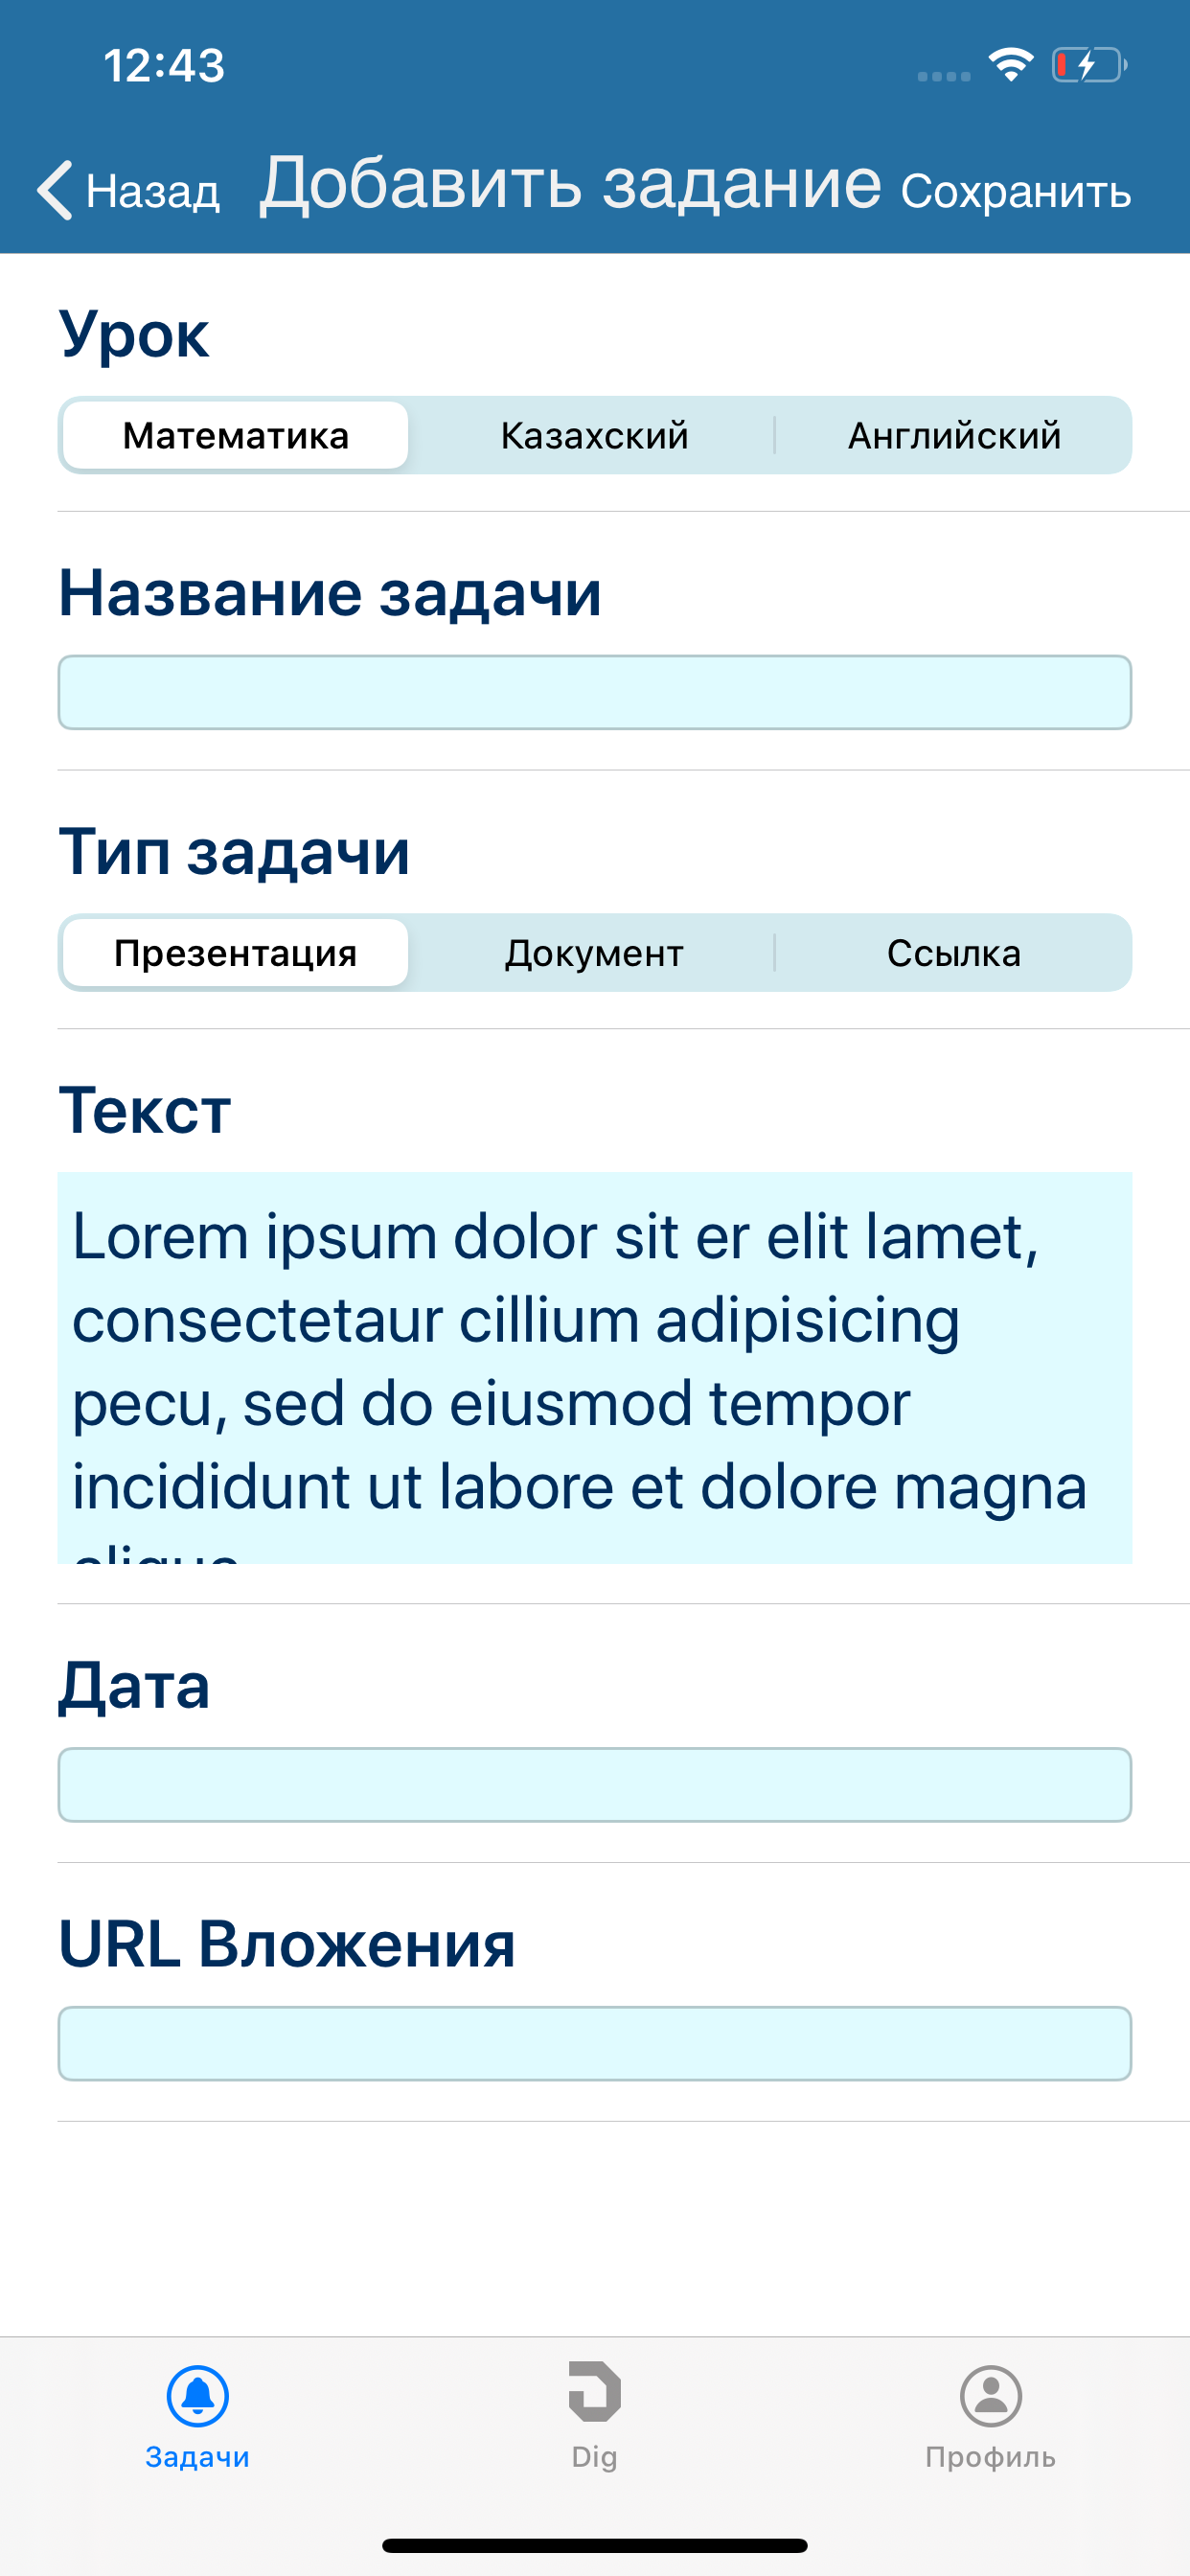 12:43
Назад Добавить задание Сохранить
Урок
Математика Казахский Английский
Название задачи
Тип задачи
Презентация Документ Ссылка
Текст
Lorem ipsum dolor sit er elit lamet,
consectetaur cillium adipisicing
pecu, sed do eiusmod tempor
incididunt ut labore et dolore magna
Дата
URL Вложения
Задачи Dig Профиль